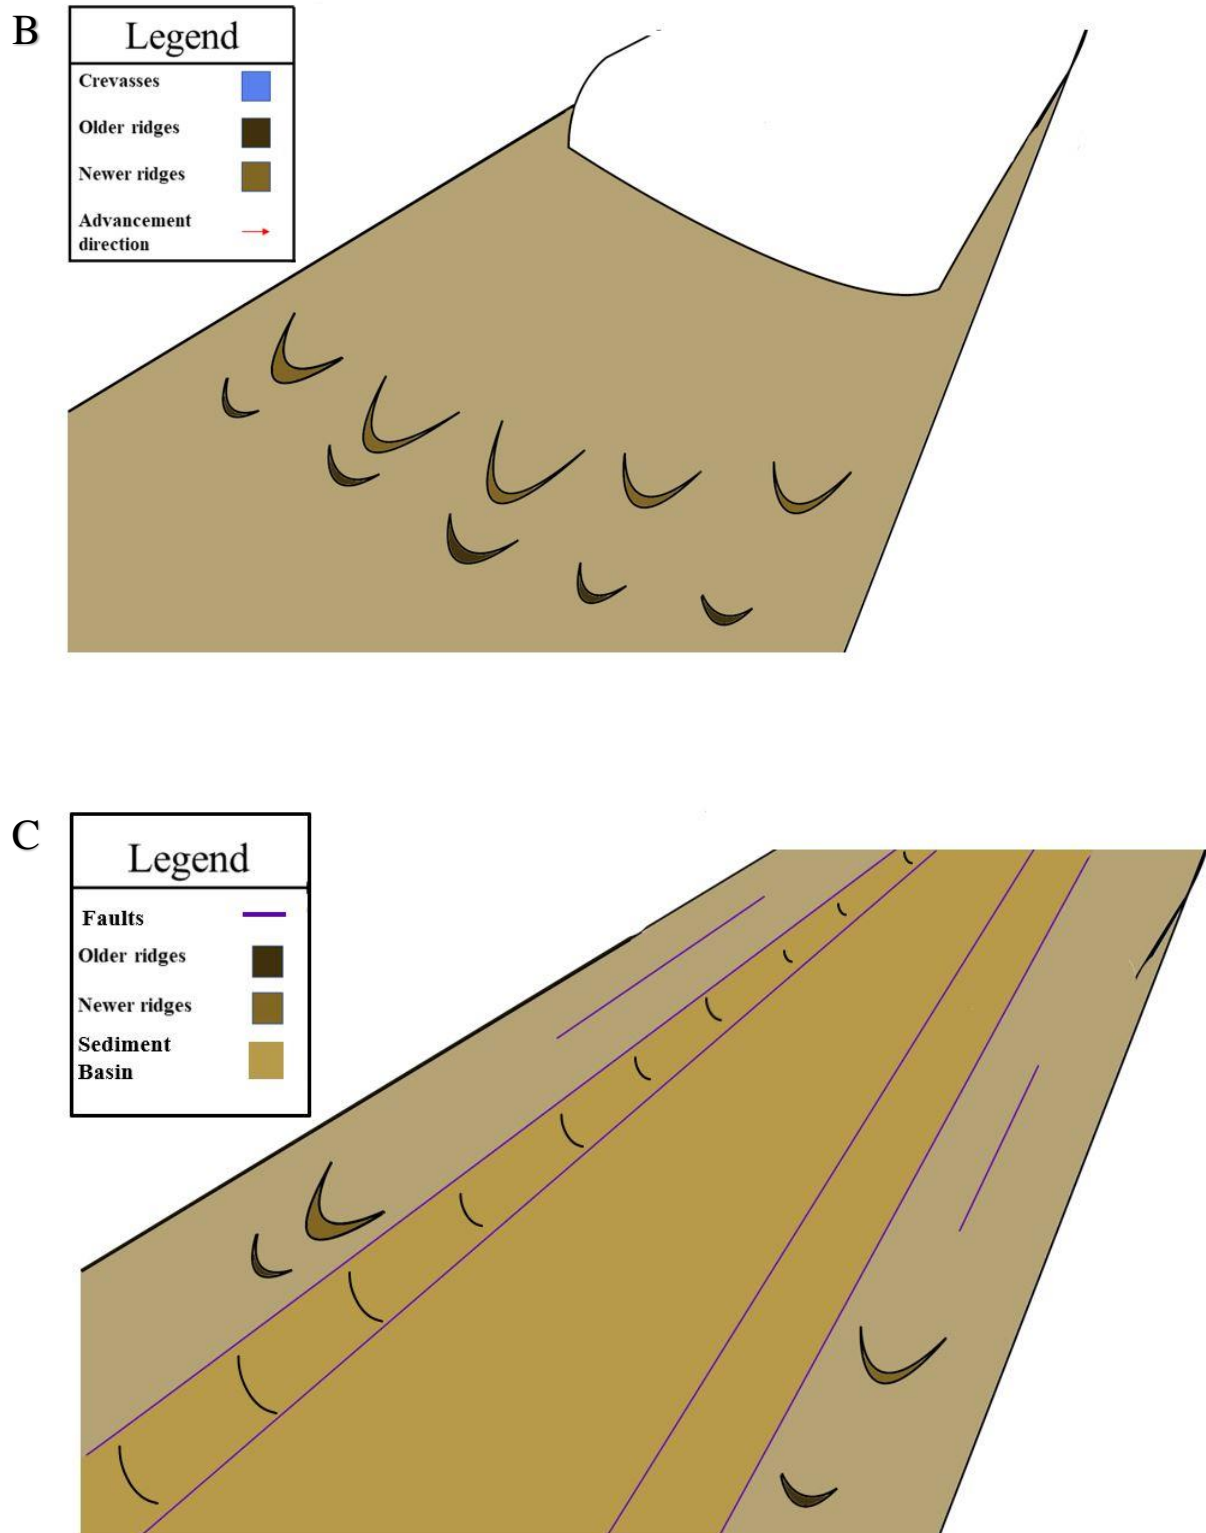 B
Legend
Crevasses
Older ridges
Newer ridges
Advancement
direction
C
Legend
Faults
Older ridges
Newer ridges
Sediment
Basin